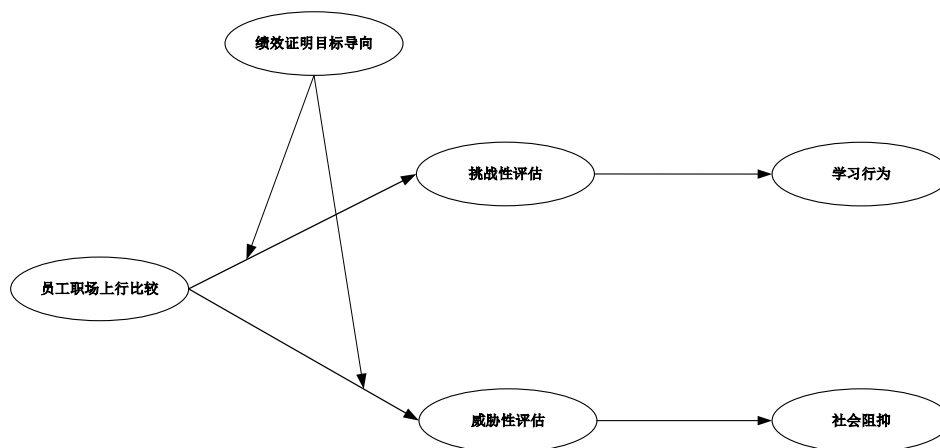 绩效证明目标导向
挑战性评估
学习行为
员工职场上行比较
威胁性评估
社会阻抑